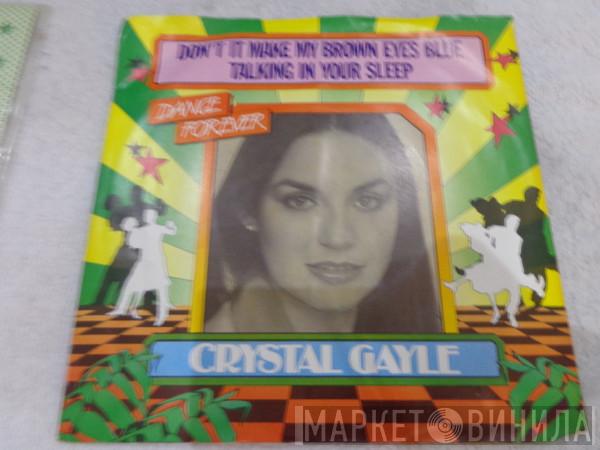 DON'T IT MAKE MY BROWN EYES BLUE
TALKING IN YOUR SLEEP
DANCE
FOREVER
CRYSTAL GAYLE
МАРКЕТ ВИНИЛА